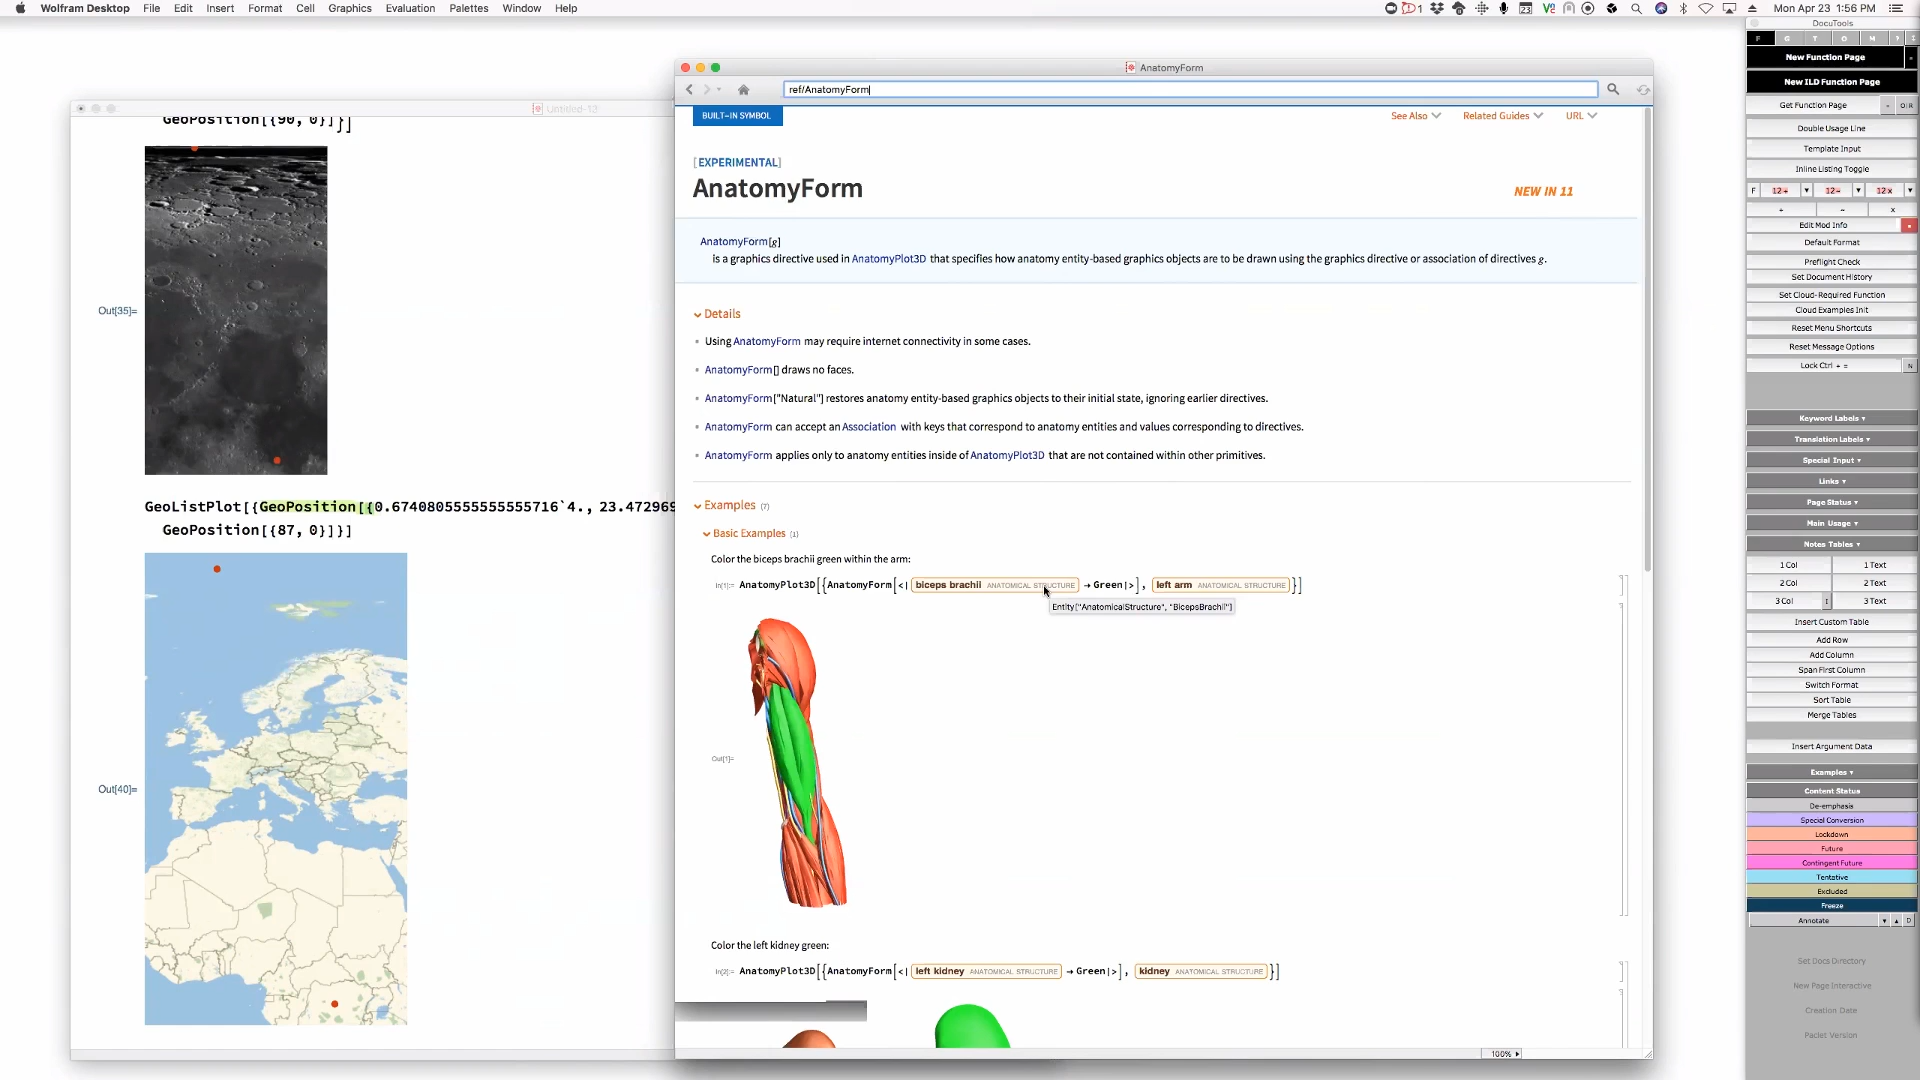 Wolfram Desktop File Edit Insert Format Cell Graphics Evaluation Palettes Window Help
1 Mon Apr 23 1:56 PM
DocuTools
F G T O M ?
New Function Page
New ILD Function Page
Get Function Page - O|R
Double Usage Line
Template Input
Inline Listing Toggle
F 12+ 12- 12x
+ - x
Edit Mod Info
Default Format
Preflight Check
Set Document History
Set Cloud-Required Function
Cloud Examples Init
Reset Menu Shortcuts
Reset Message Options
Lock Ctrl + = N
Keyword Labels
Translation Labels
Special Input
Links
Page Status
Main Usage
Notes Tables
1 Col 1 Text
2 Col 2 Text
3 Col 3 Text
Insert Custom Table
Add Row
Add Column
Span First Column
Switch Format
Sort Table
Merge Tables
Insert Argument Data
Examples
Content Status
De-emphasis
Special Conversion
Lockdown
Future
Contingent Future
Tentative
Excluded
Freeze
Annotate D
Set Docs Directory
New Page Interactive
Creation Date
Paclet Version
Untitled-13
GeoPosition[{90, 0}]}]
Out[35]=
GeoListPlot[{GeoPosition[{0.6740805555555555716`4., 23.472969
GeoPosition[{87, 0}]}]
Out[40]=
AnatomyForm
ref/AnatomyForm
BUILT-IN SYMBOL See Also Related Guides URL
[EXPERIMENTAL]
AnatomyForm NEW IN 11
AnatomyForm[g]
is a graphics directive used in AnatomyPlot3D that specifies how anatomy entity-based graphics objects are to be drawn using the graphics directive or association of directives g.
Details
Using AnatomyForm may require internet connectivity in some cases.
AnatomyForm[] draws no faces.
AnatomyForm["Natural"] restores anatomy entity-based graphics objects to their initial state, ignoring earlier directives.
AnatomyForm can accept an Association with keys that correspond to anatomy entities and values corresponding to directives.
AnatomyForm applies only to anatomy entities inside of AnatomyPlot3D that are not contained within other primitives.
Examples (7)
Basic Examples (1)
Color the biceps brachii green within the arm:
In[1]:= AnatomyPlot3D[{AnatomyForm[<| biceps brachii ANATOMICAL STRUCTURE → Green|>], left arm ANATOMICAL STRUCTURE }]
Entity["AnatomicalStructure", "BicepsBrachii"]
Out[1]=
Color the left kidney green:
In[2]:= AnatomyPlot3D[{AnatomyForm[<| left kidney ANATOMICAL STRUCTURE → Green|>], kidney ANATOMICAL STRUCTURE }]
100%